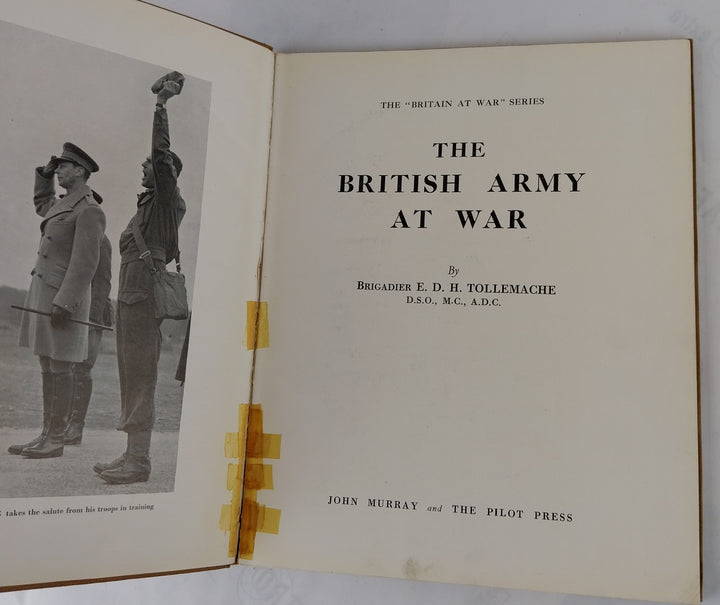 takes the salute from his troops in training
THE "BRITAIN AT WAR" SERIES
THE
BRITISH ARMY
AT WAR
By
BRIGADIER E. D. H. TOLLEMACHE
D.S.O., M.C., A.D.C.
JOHN MURRAY and THE PILOT PRESS